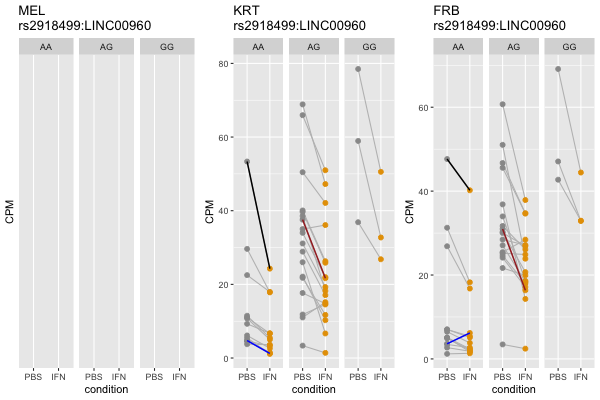 MEL
rs2918499:LINC00960
AA AG GG
CPM
PBS IFN PBS IFN PBS IFN
condition
KRT
rs2918499:LINC00960
AA AG GG
80
60
40
20
0
CPM
PBS IFN PBS IFN PBS IFN
condition
FRB
rs2918499:LINC00960
AA AG GG
60
40
20
0
CPM
PBS IFN PBS IFN PBS IFN
condition